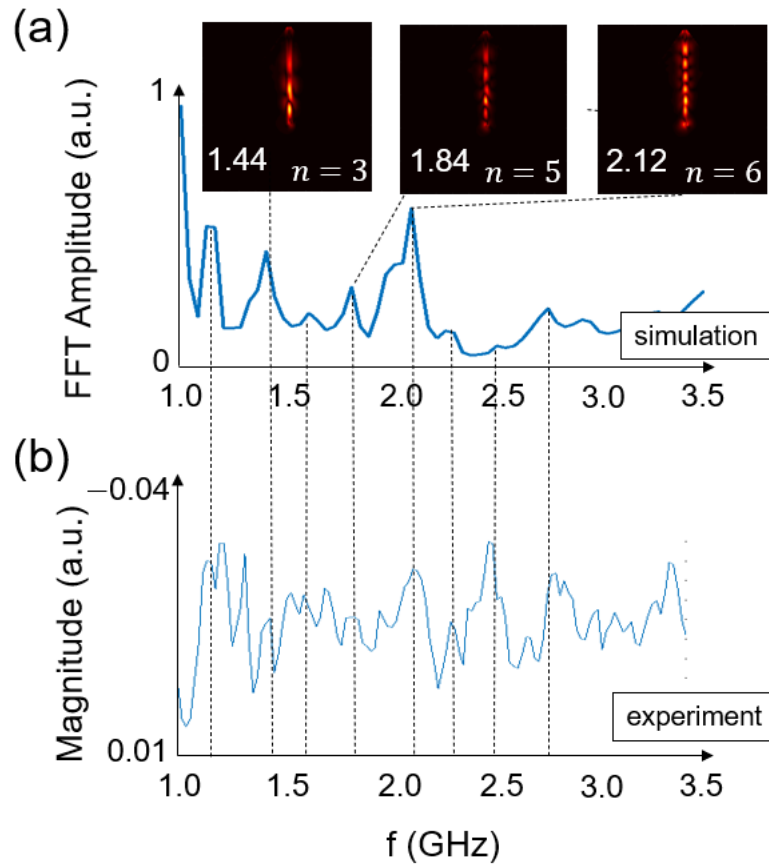 (a)
FFT Amplitude (a.u.)
1
0
1.44 n = 3
1.84 n = 5
2.12 n = 6
simulation
1.0 1.5 2.0 2.5 3.0 3.5
(b)
Magnitude (a.u.)
−0.04
0.01
experiment
1.0 1.5 2.0 2.5 3.0 3.5
f (GHz)